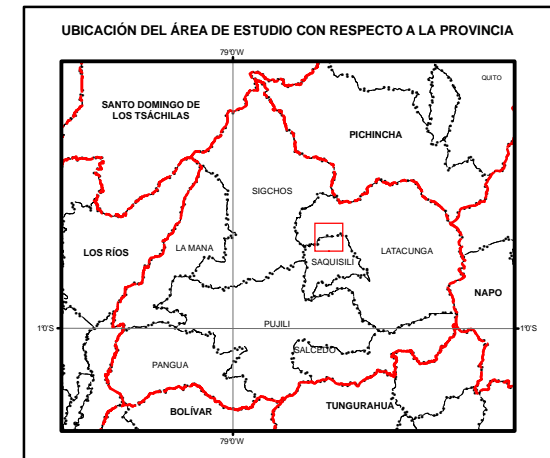 UBICACIÓN DEL ÁREA DE ESTUDIO CON RESPECTO A LA PROVINCIA
79°0'W
QUITO
SANTO DOMINGO DE
LOS TSÁCHILAS
PICHINCHA
SIGCHOS
LOS RÍOS
LA MANA
LATACUNGA
SAQUISILÍ
NAPO
1°0'S
PUJILI
1°0'S
SALCEDO
PANGUA
BOLÍVAR
TUNGURAHUA
79°0'W